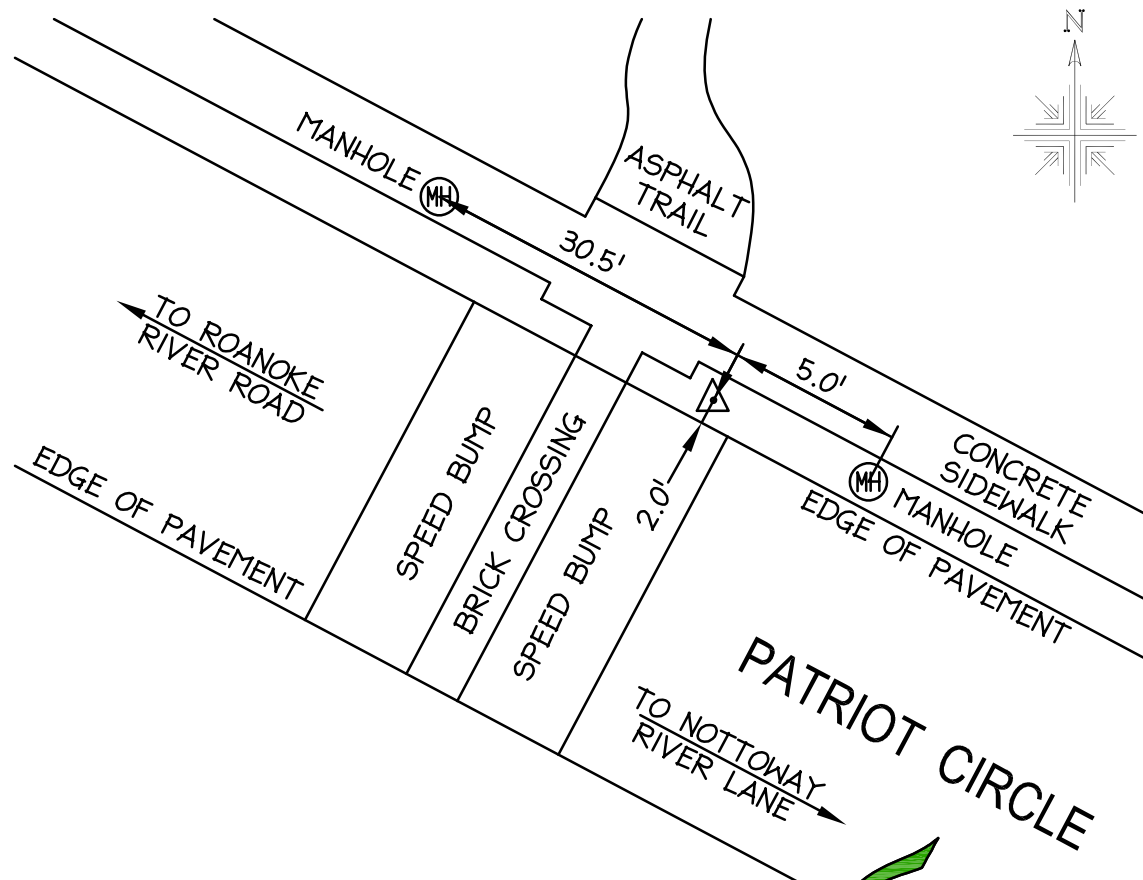 N
MANHOLE
MH
ASPHALT
TRAIL
30.5'
TO ROANOKE
RIVER ROAD
5.0'
CONCRETE
SIDEWALK
MH
MANHOLE
EDGE OF PAVEMENT
2.0'
SPEED BUMP
BRICK CROSSING
SPEED BUMP
EDGE OF PAVEMENT
PATRIOT CIRCLE
TO NOTTOWAY
RIVER LANE